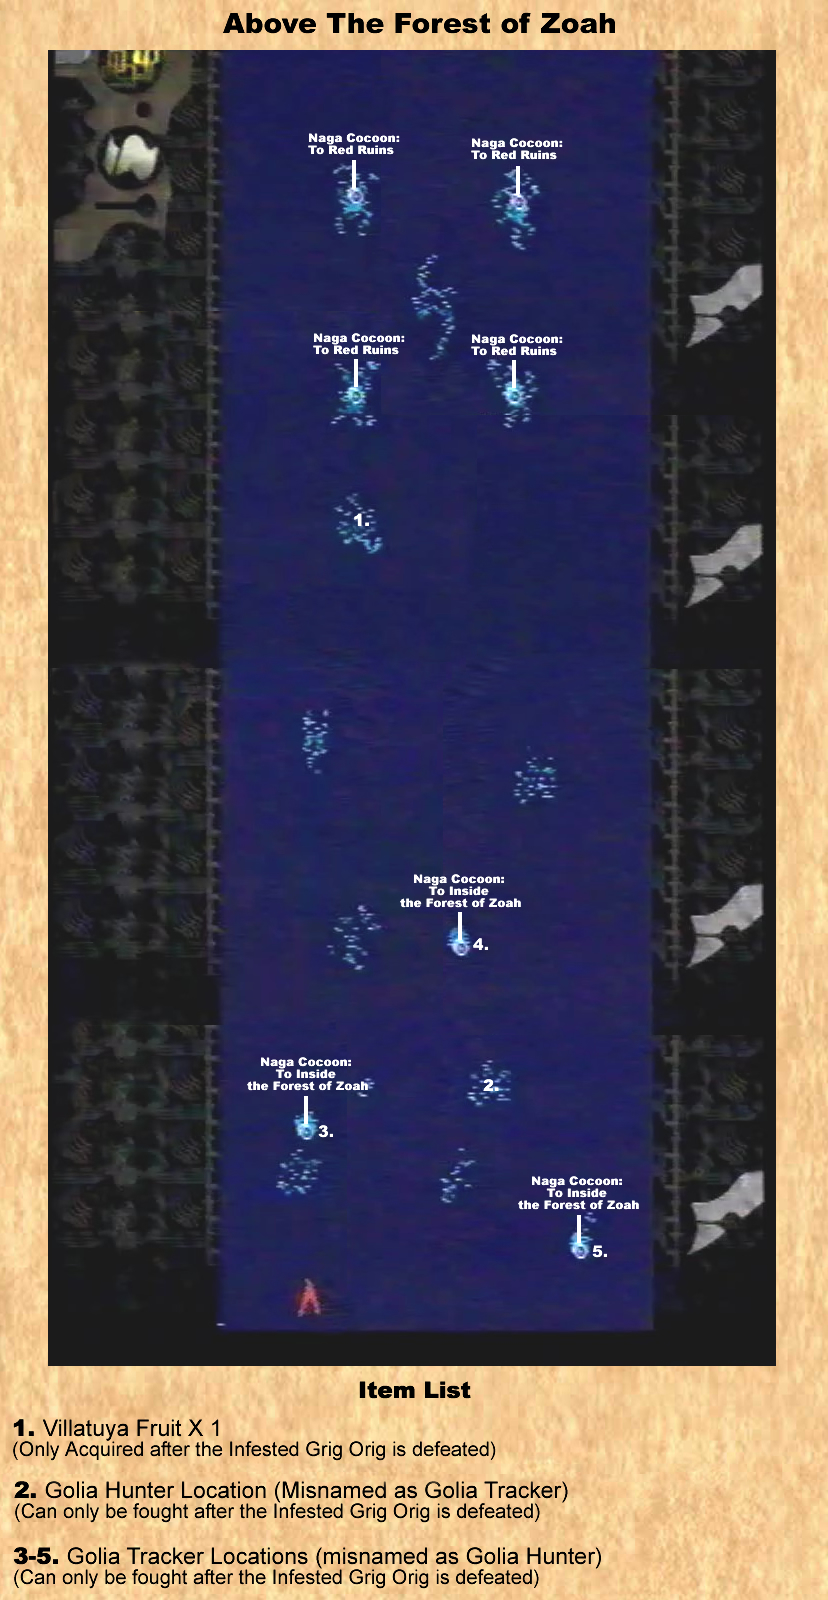 Above The Forest of Zoah
Naga Cocoon:
To Red Ruins
Naga Cocoon:
To Red Ruins
Naga Cocoon:
To Red Ruins
Naga Cocoon:
To Red Ruins
1.
Naga Cocoon:
To Inside
the Forest of Zoah
4.
Naga Cocoon:
To Inside
the Forest of Zoah
2.
3.
Naga Cocoon:
To Inside
the Forest of Zoah
5.
Item List
1. Villatuya Fruit X 1
(Only Acquired after the Infested Grig Orig is defeated)
2. Golia Hunter Location (Misnamed as Golia Tracker)
(Can only be fought after the Infested Grig Orig is defeated)
3-5. Golia Tracker Locations (misnamed as Golia Hunter)
(Can only be fought after the Infested Grig Orig is defeated)